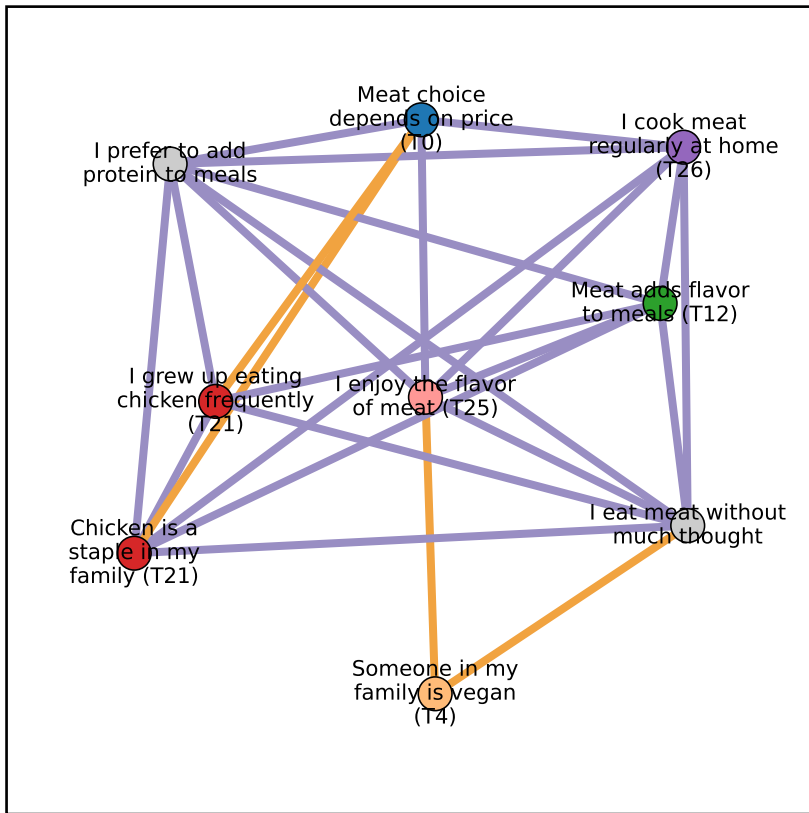 Meat choice
depends on price
(T0)
I cook meat
regularly at home
(T26)
I prefer to add
protein to meals
Meat adds flavor
to meals (T12)
I grew up eating
chicken frequently
(T21)
I enjoy the flavor
of meat (T25)
I eat meat without
much thought
Chicken is a
staple in my
family (T21)
Someone in my
family is vegan
(T4)